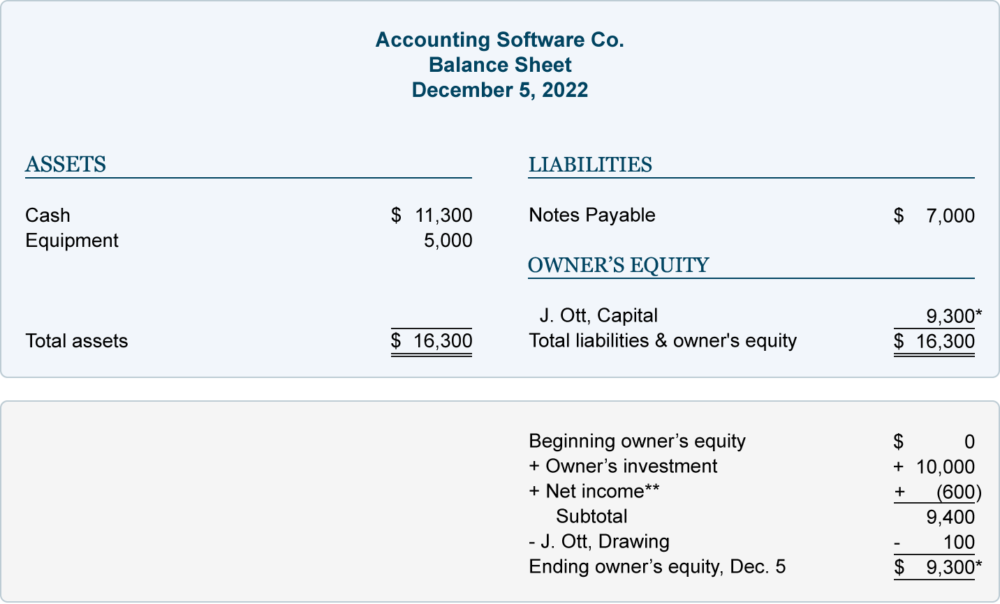 Accounting Software Co.
Balance Sheet
December 5, 2022
ASSETS
Cash $ 11,300
Equipment 5,000
Total assets $ 16,300
LIABILITIES
Notes Payable $ 7,000
OWNER’S EQUITY
J. Ott, Capital 9,300*
Total liabilities & owner's equity $ 16,300
Beginning owner’s equity $ 0
+ Owner’s investment + 10,000
+ Net income** + (600)
Subtotal 9,400
- J. Ott, Drawing - 100
Ending owner’s equity, Dec. 5 $ 9,300*